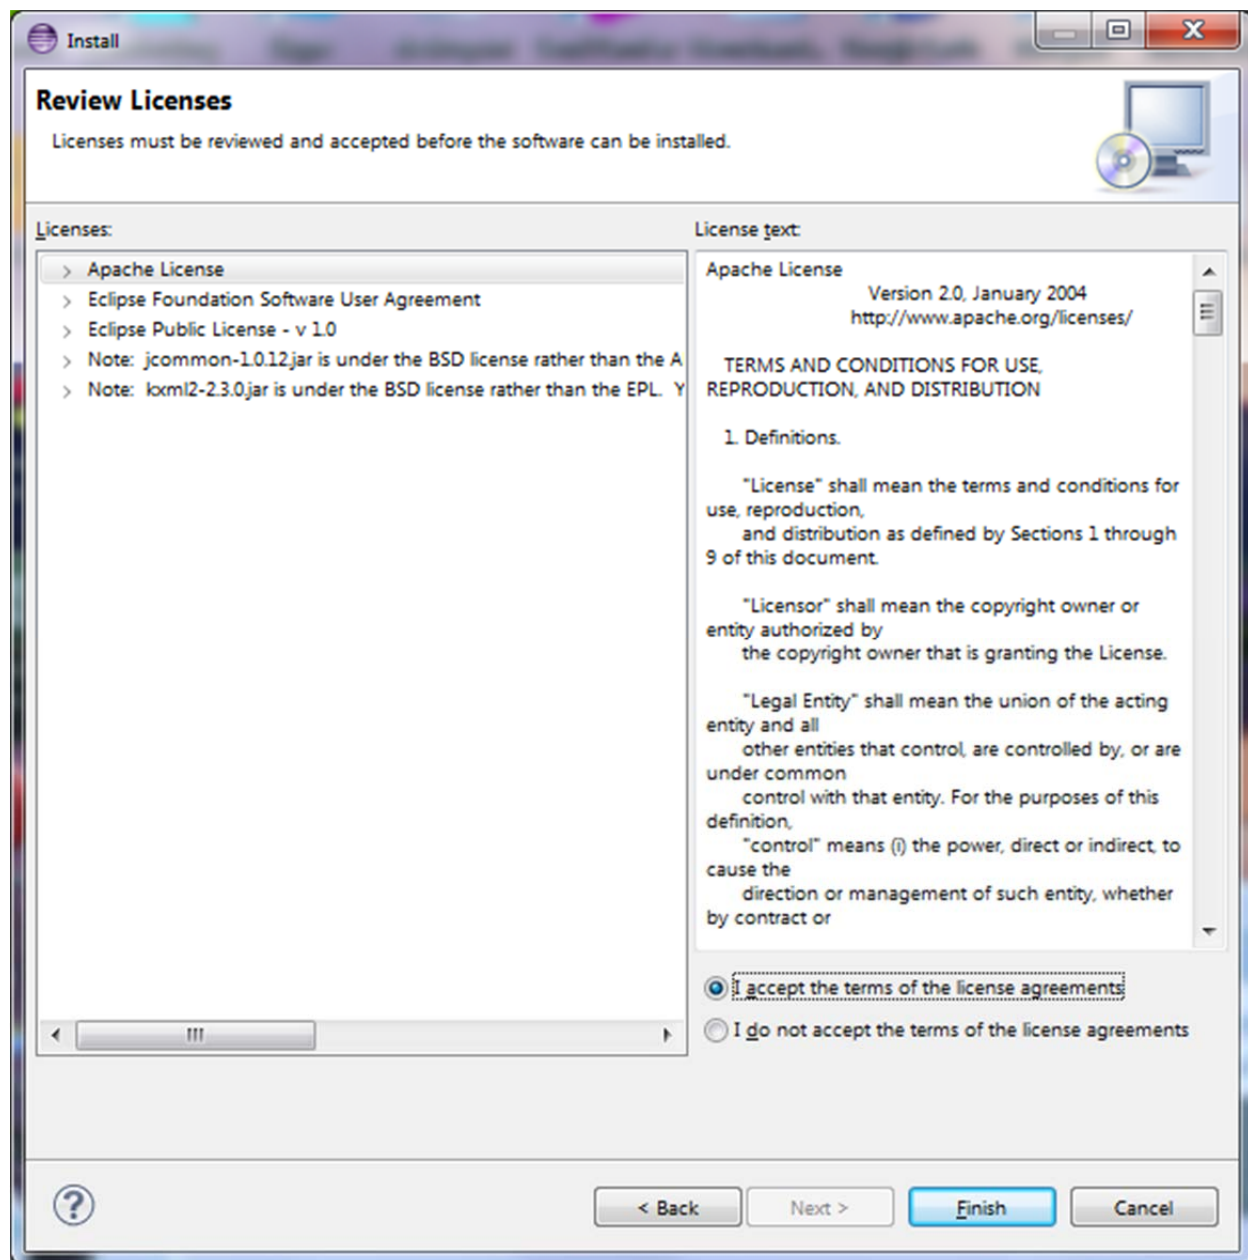 Install
Review Licenses
Licenses must be reviewed and accepted before the software can be installed.
Licenses:
Apache License
Eclipse Foundation Software User Agreement
Eclipse Public License - v 1.0
Note:  jcommon-1.0.12.jar is under the BSD license rather than the A
Note:  kxml2-2.3.0.jar is under the BSD license rather than the EPL.  Y
License text:
Apache License
Version 2.0, January 2004
http://www.apache.org/licenses/
TERMS AND CONDITIONS FOR USE,
REPRODUCTION, AND DISTRIBUTION
1. Definitions.
"License" shall mean the terms and conditions for
use, reproduction,
and distribution as defined by Sections 1 through
9 of this document.
"Licensor" shall mean the copyright owner or
entity authorized by
the copyright owner that is granting the License.
"Legal Entity" shall mean the union of the acting
entity and all
other entities that control, are controlled by, or are
under common
control with that entity. For the purposes of this
definition,
"control" means (i) the power, direct or indirect, to
cause the
direction or management of such entity, whether
by contract or
I accept the terms of the license agreements
I do not accept the terms of the license agreements
?
< Back
Next >
Finish
Cancel